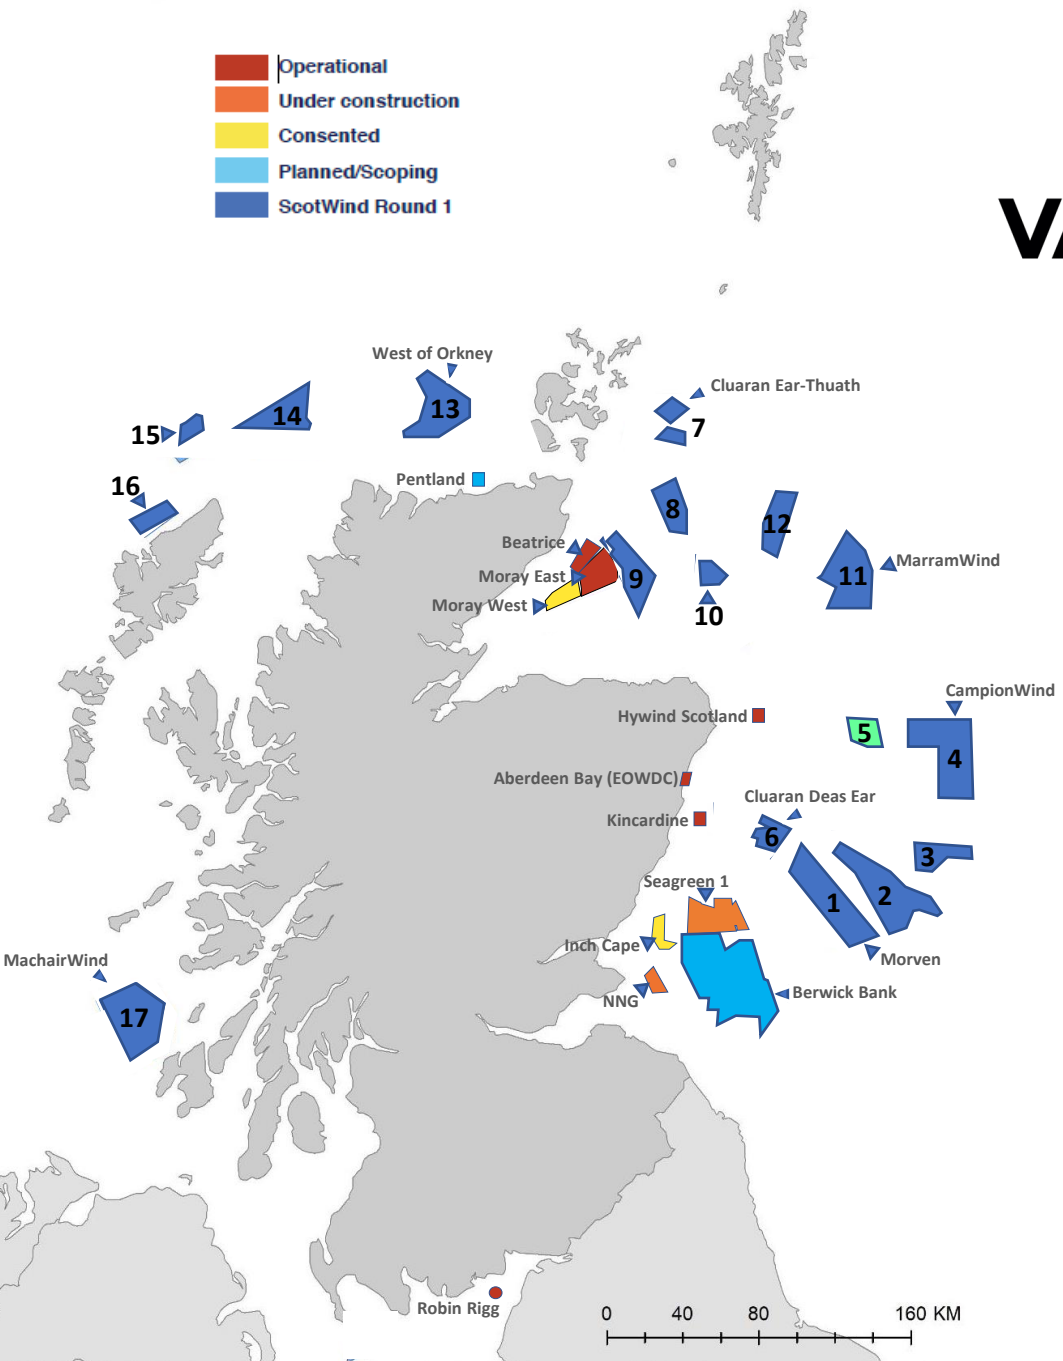 Operational
Under construction
Consented
Planned/Scoping
ScotWind Round 1
West of Orkney
Cluaran Ear-Thuath
14
13
15
7
Pentland
16
8
12
Beatrice
MarramWind
Moray East
9
11
Moray West
10
CampionWind
Hywind Scotland
5
4
Aberdeen Bay (EOWDC)
Cluaran Deas Ear
Kincardine
6
3
Seagreen 1
2
1
Inch Cape
Morven
MachairWind
Berwick Bank
NNG
17
Robin Rigg
0 40 80 160 KM